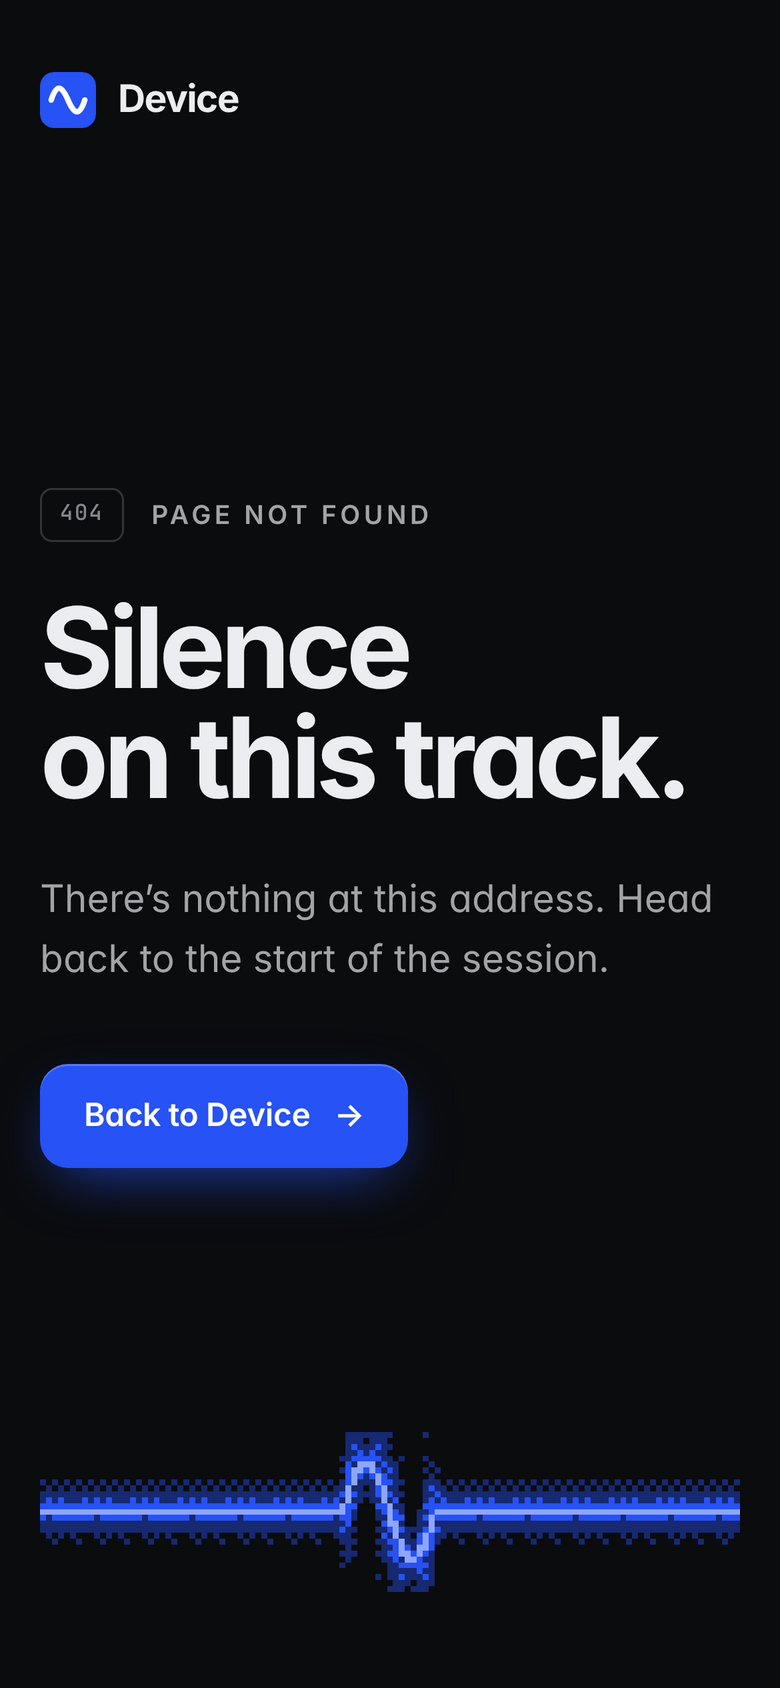 Device
404 PAGE NOT FOUND
Silence
on this track.
There’s nothing at this address. Head
back to the start of the session.
Back to Device →